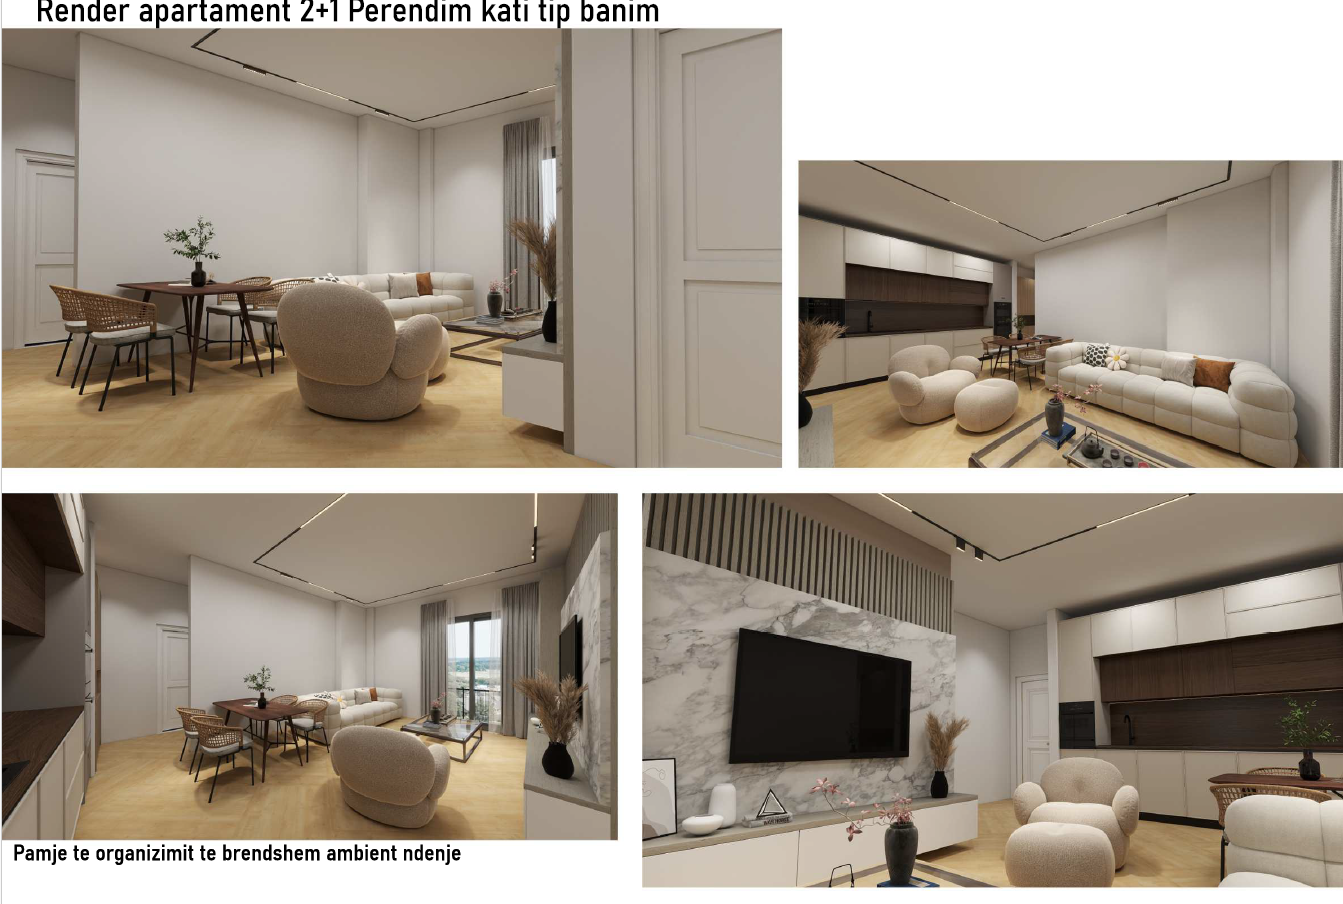 Render apartament 2+1 Perendim kati tip banim
Pamje te organizimit te brendshem ambient ndenje